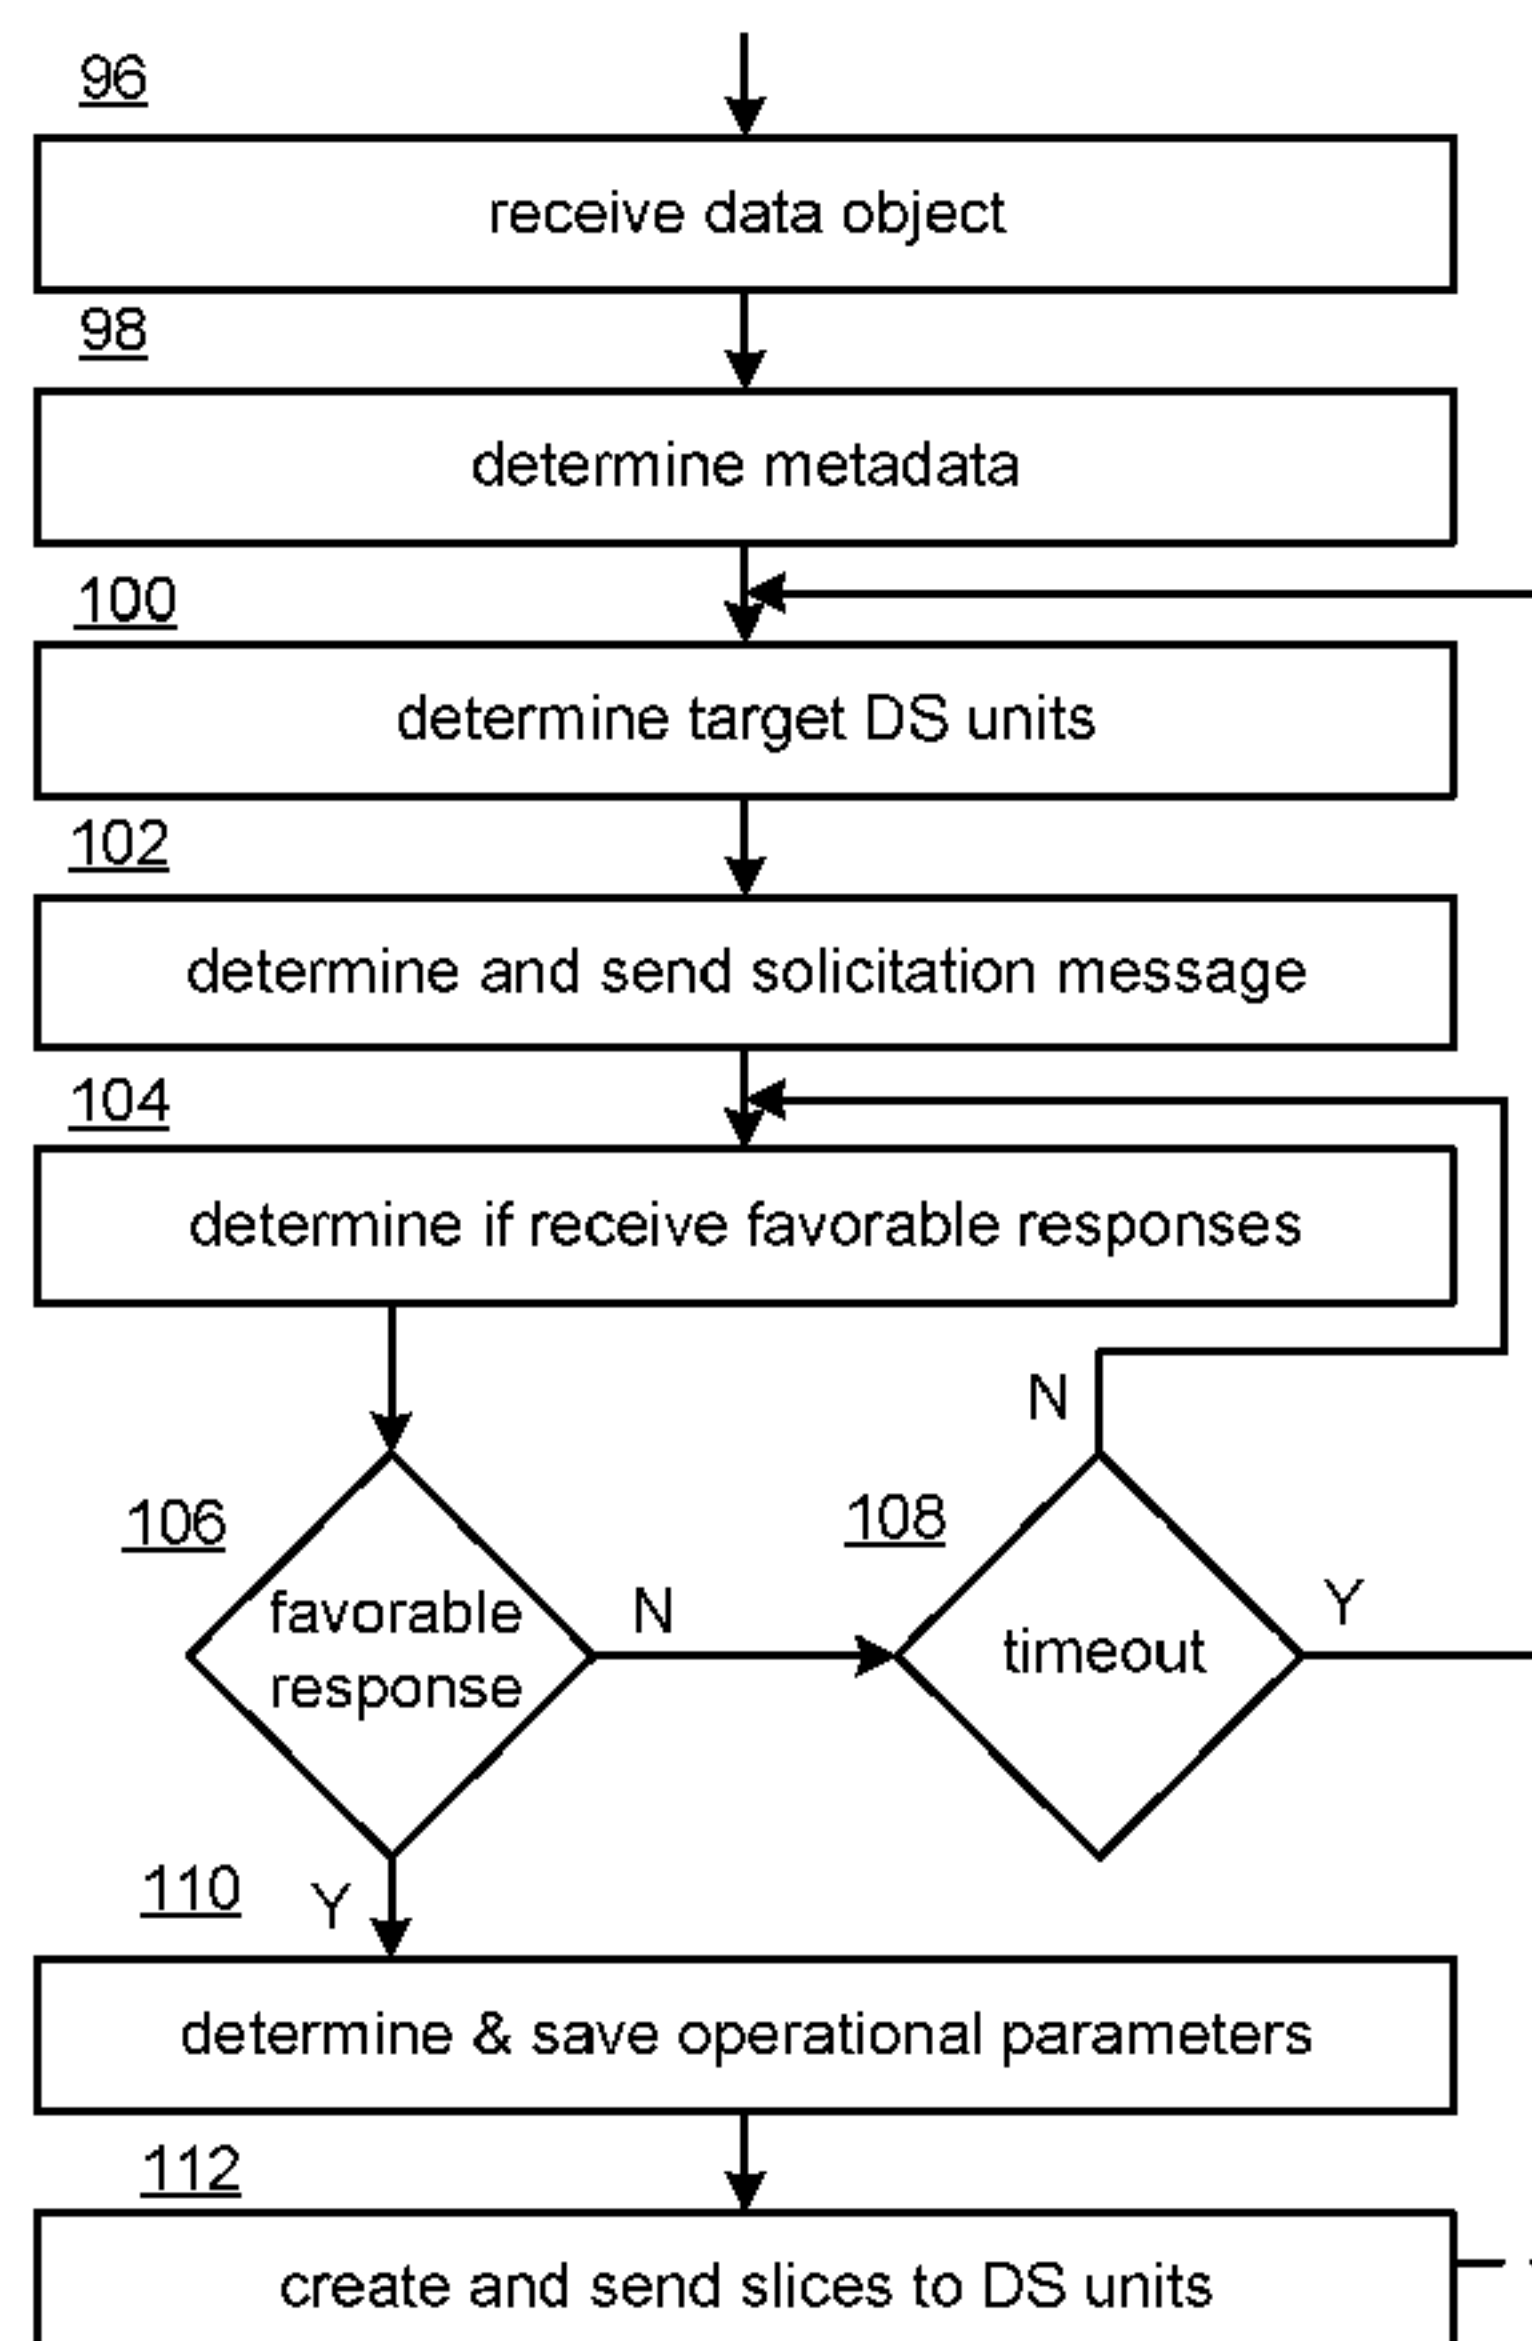 96
receive data object
98
determine metadata
100
determine target DS units
102
determine and send solicitation message
104
determine if receive favorable responses
N
106
108
favorable
response
N
timeout
Y
110
Y
determine & save operational parameters
112
create and send slices to DS units